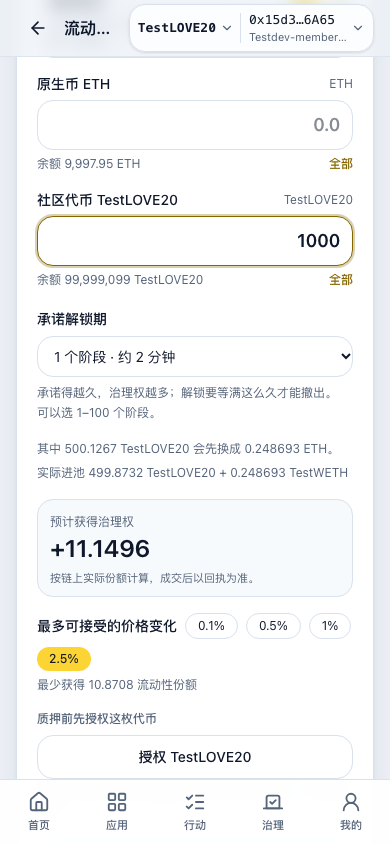 流动...
TestLOVE20
0x15d3…6A65
Testdev-member...
原生币 ETH
ETH
0.0
余额 9,997.95 ETH
全部
社区代币 TestLOVE20
TestLOVE20
1000
余额 99,999,099 TestLOVE20
全部
承诺解锁期
1 个阶段 · 约 2 分钟
承诺得越久，治理权越多；解锁要等满这么久才能撤出。
可以选 1–100 个阶段。
其中 500.1267 TestLOVE20 会先换成 0.248693 ETH。
实际进池 499.8732 TestLOVE20 + 0.248693 TestWETH
预计获得治理权
+11.1496
按链上实际份额计算，成交后以回执为准。
最多可接受的价格变化
0.1%
0.5%
1%
2.5%
最少获得 10.8708 流动性份额
质押前先授权这枚代币
授权 TestLOVE20
首页
应用
行动
治理
我的